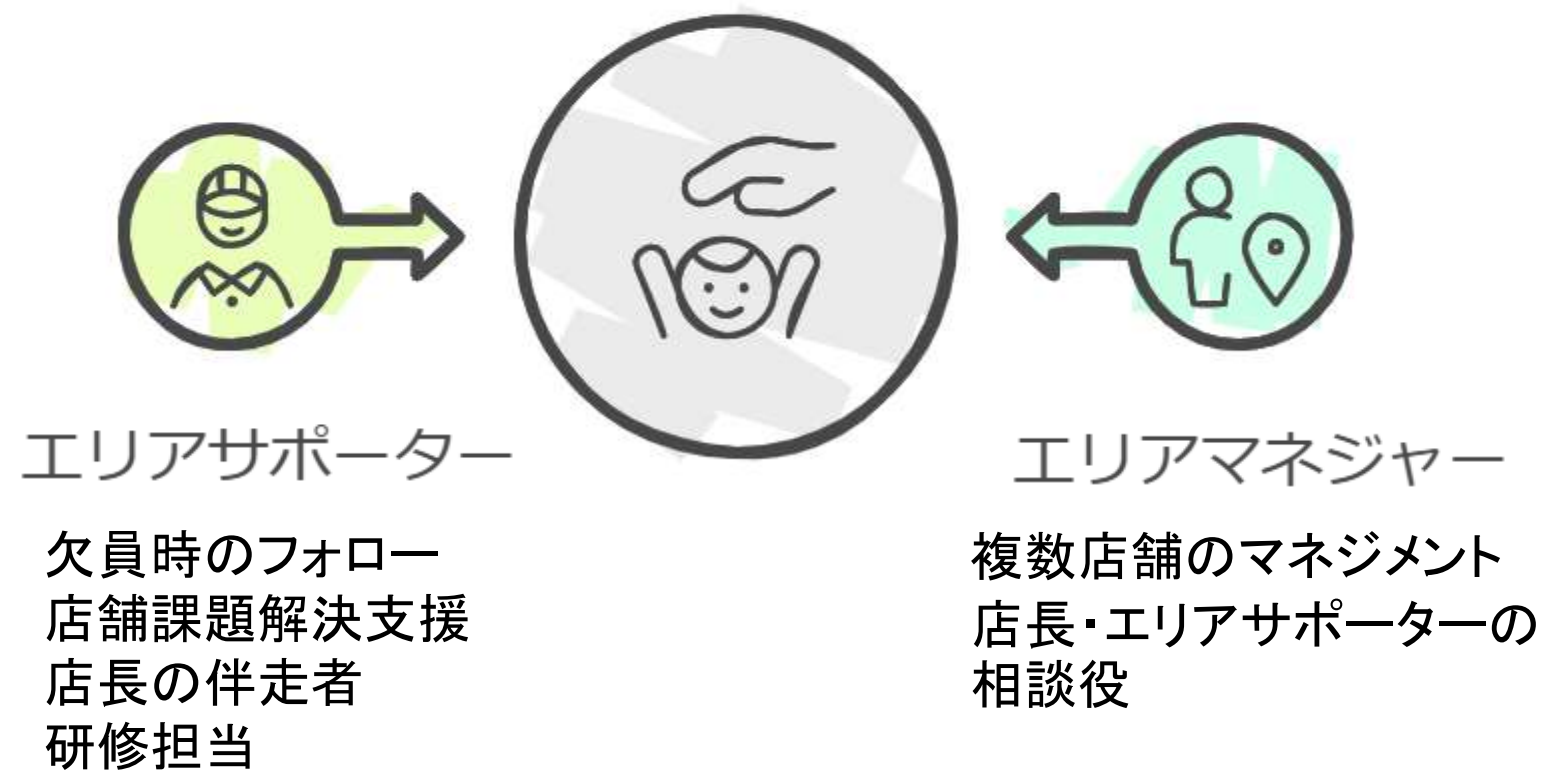 エリアサポーター
欠員時のフォロー
店舗課題解決支援
店長の伴走者
研修担当
エリアマネジャー
複数店舗のマネジメント
店長・エリアサポーターの
相談役